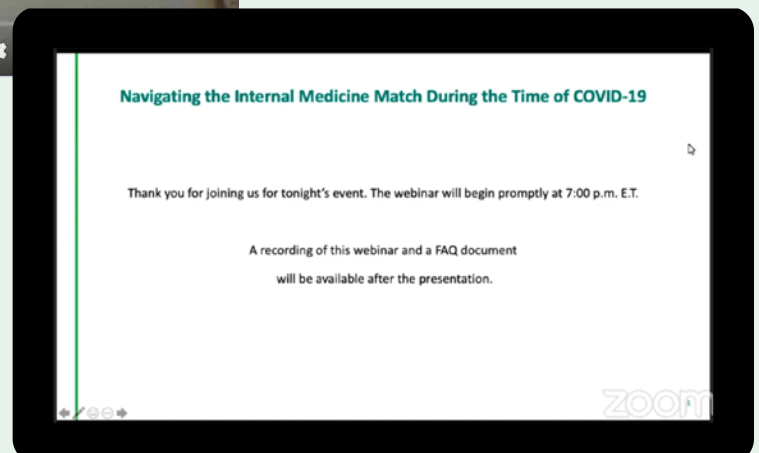 Navigating the Internal Medicine Match During the Time of COVID-19
Thank you for joining us for tonight's event. The webinar will begin promptly at 7:00 p.m. E.T.
A recording of this webinar and a FAQ document
will be available after the presentation.
zoom
1